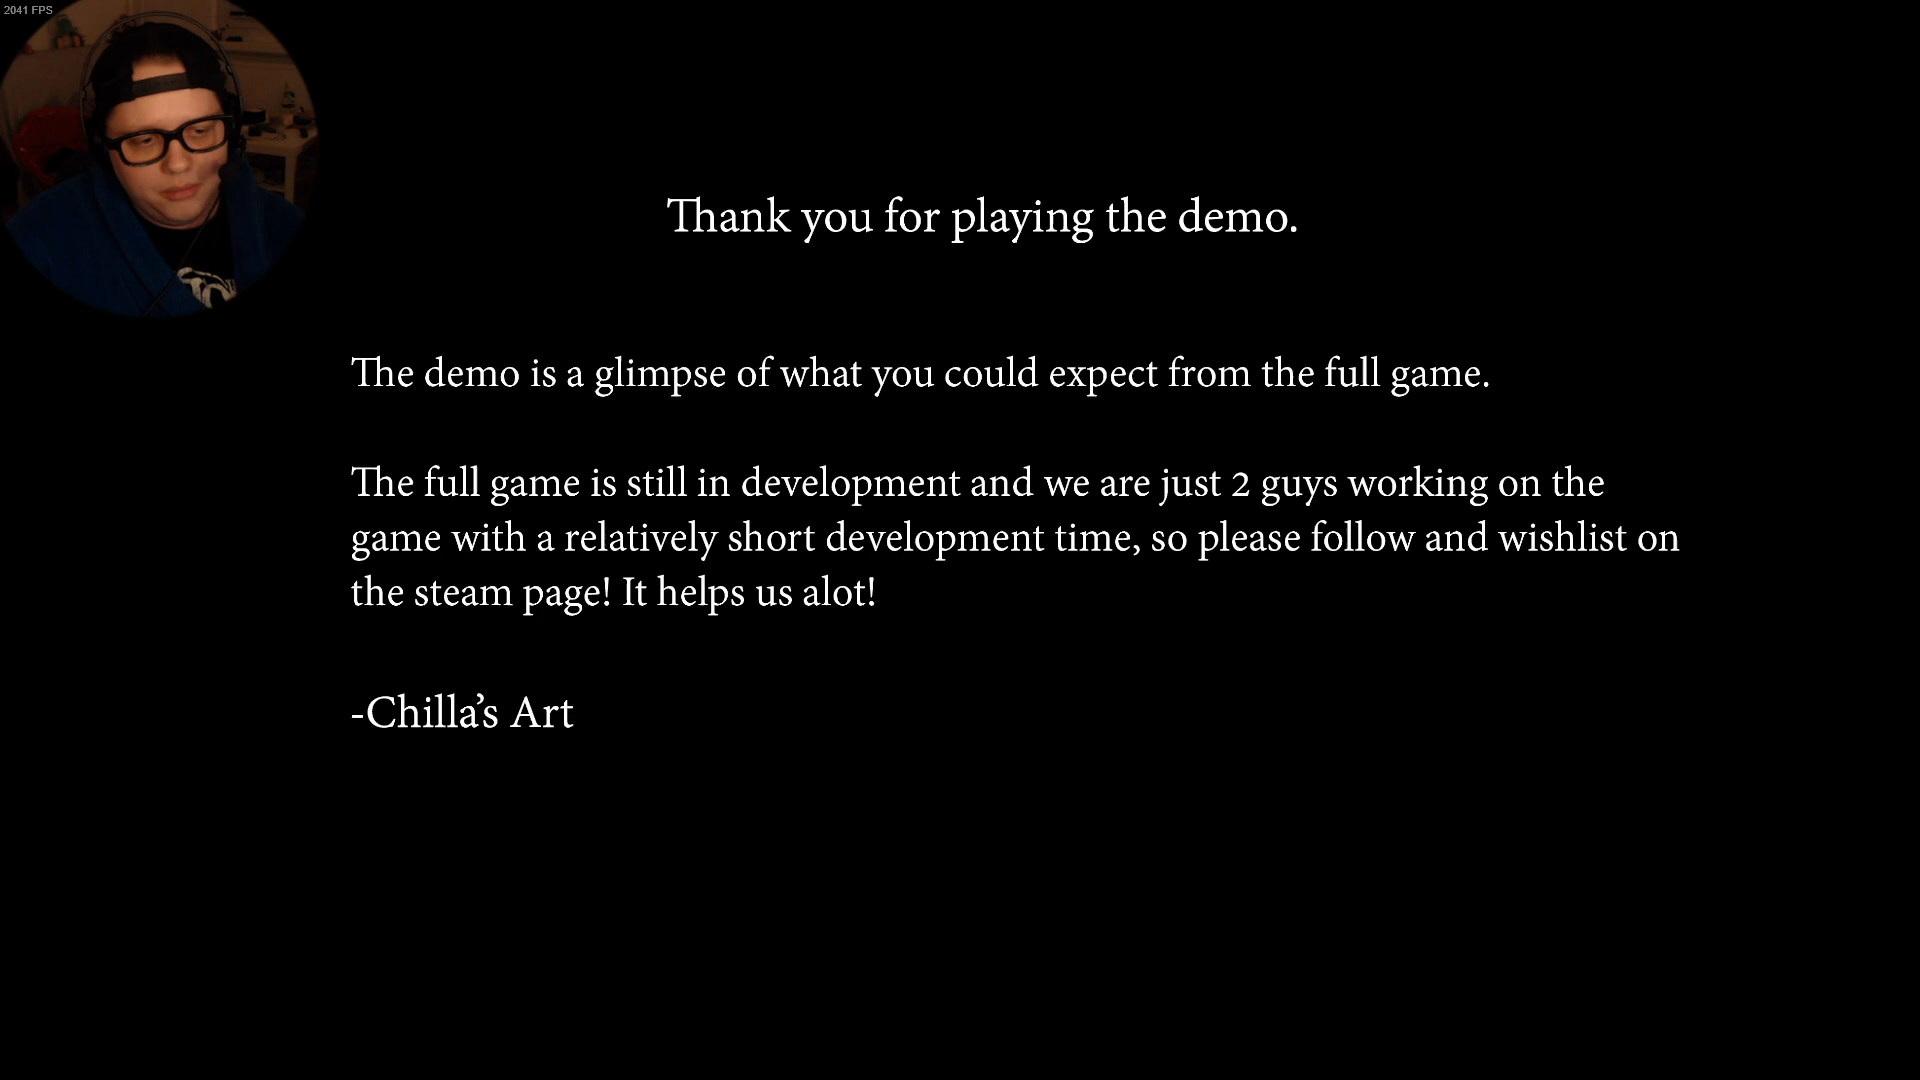 2041 FPS
Thank you for playing the demo.
The demo is a glimpse of what you could expect from the full game.
The full game is still in development and we are just 2 guys working on the
game with a relatively short development time, so please follow and wishlist on
the steam page! It helps us alot!
-Chilla’s Art